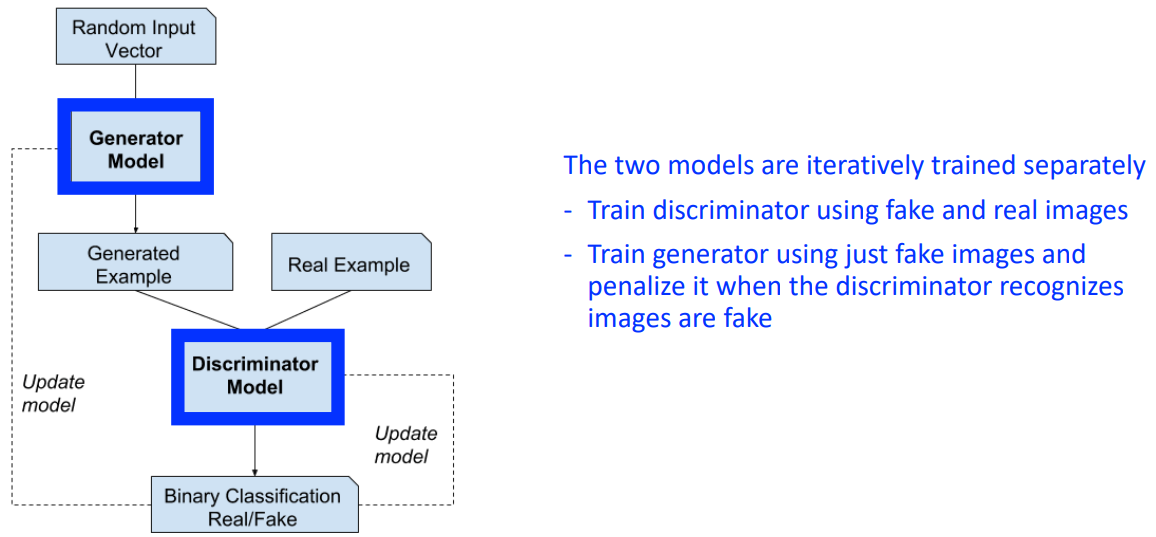 Random Input
Vector
Generator
Model
Generated
Example
Real Example
Discriminator
Model
Update
model
Update
model
Binary Classification
Real/Fake
The two models are iteratively trained separately
- Train discriminator using fake and real images
- Train generator using just fake images and
penalize it when the discriminator recognizes
images are fake